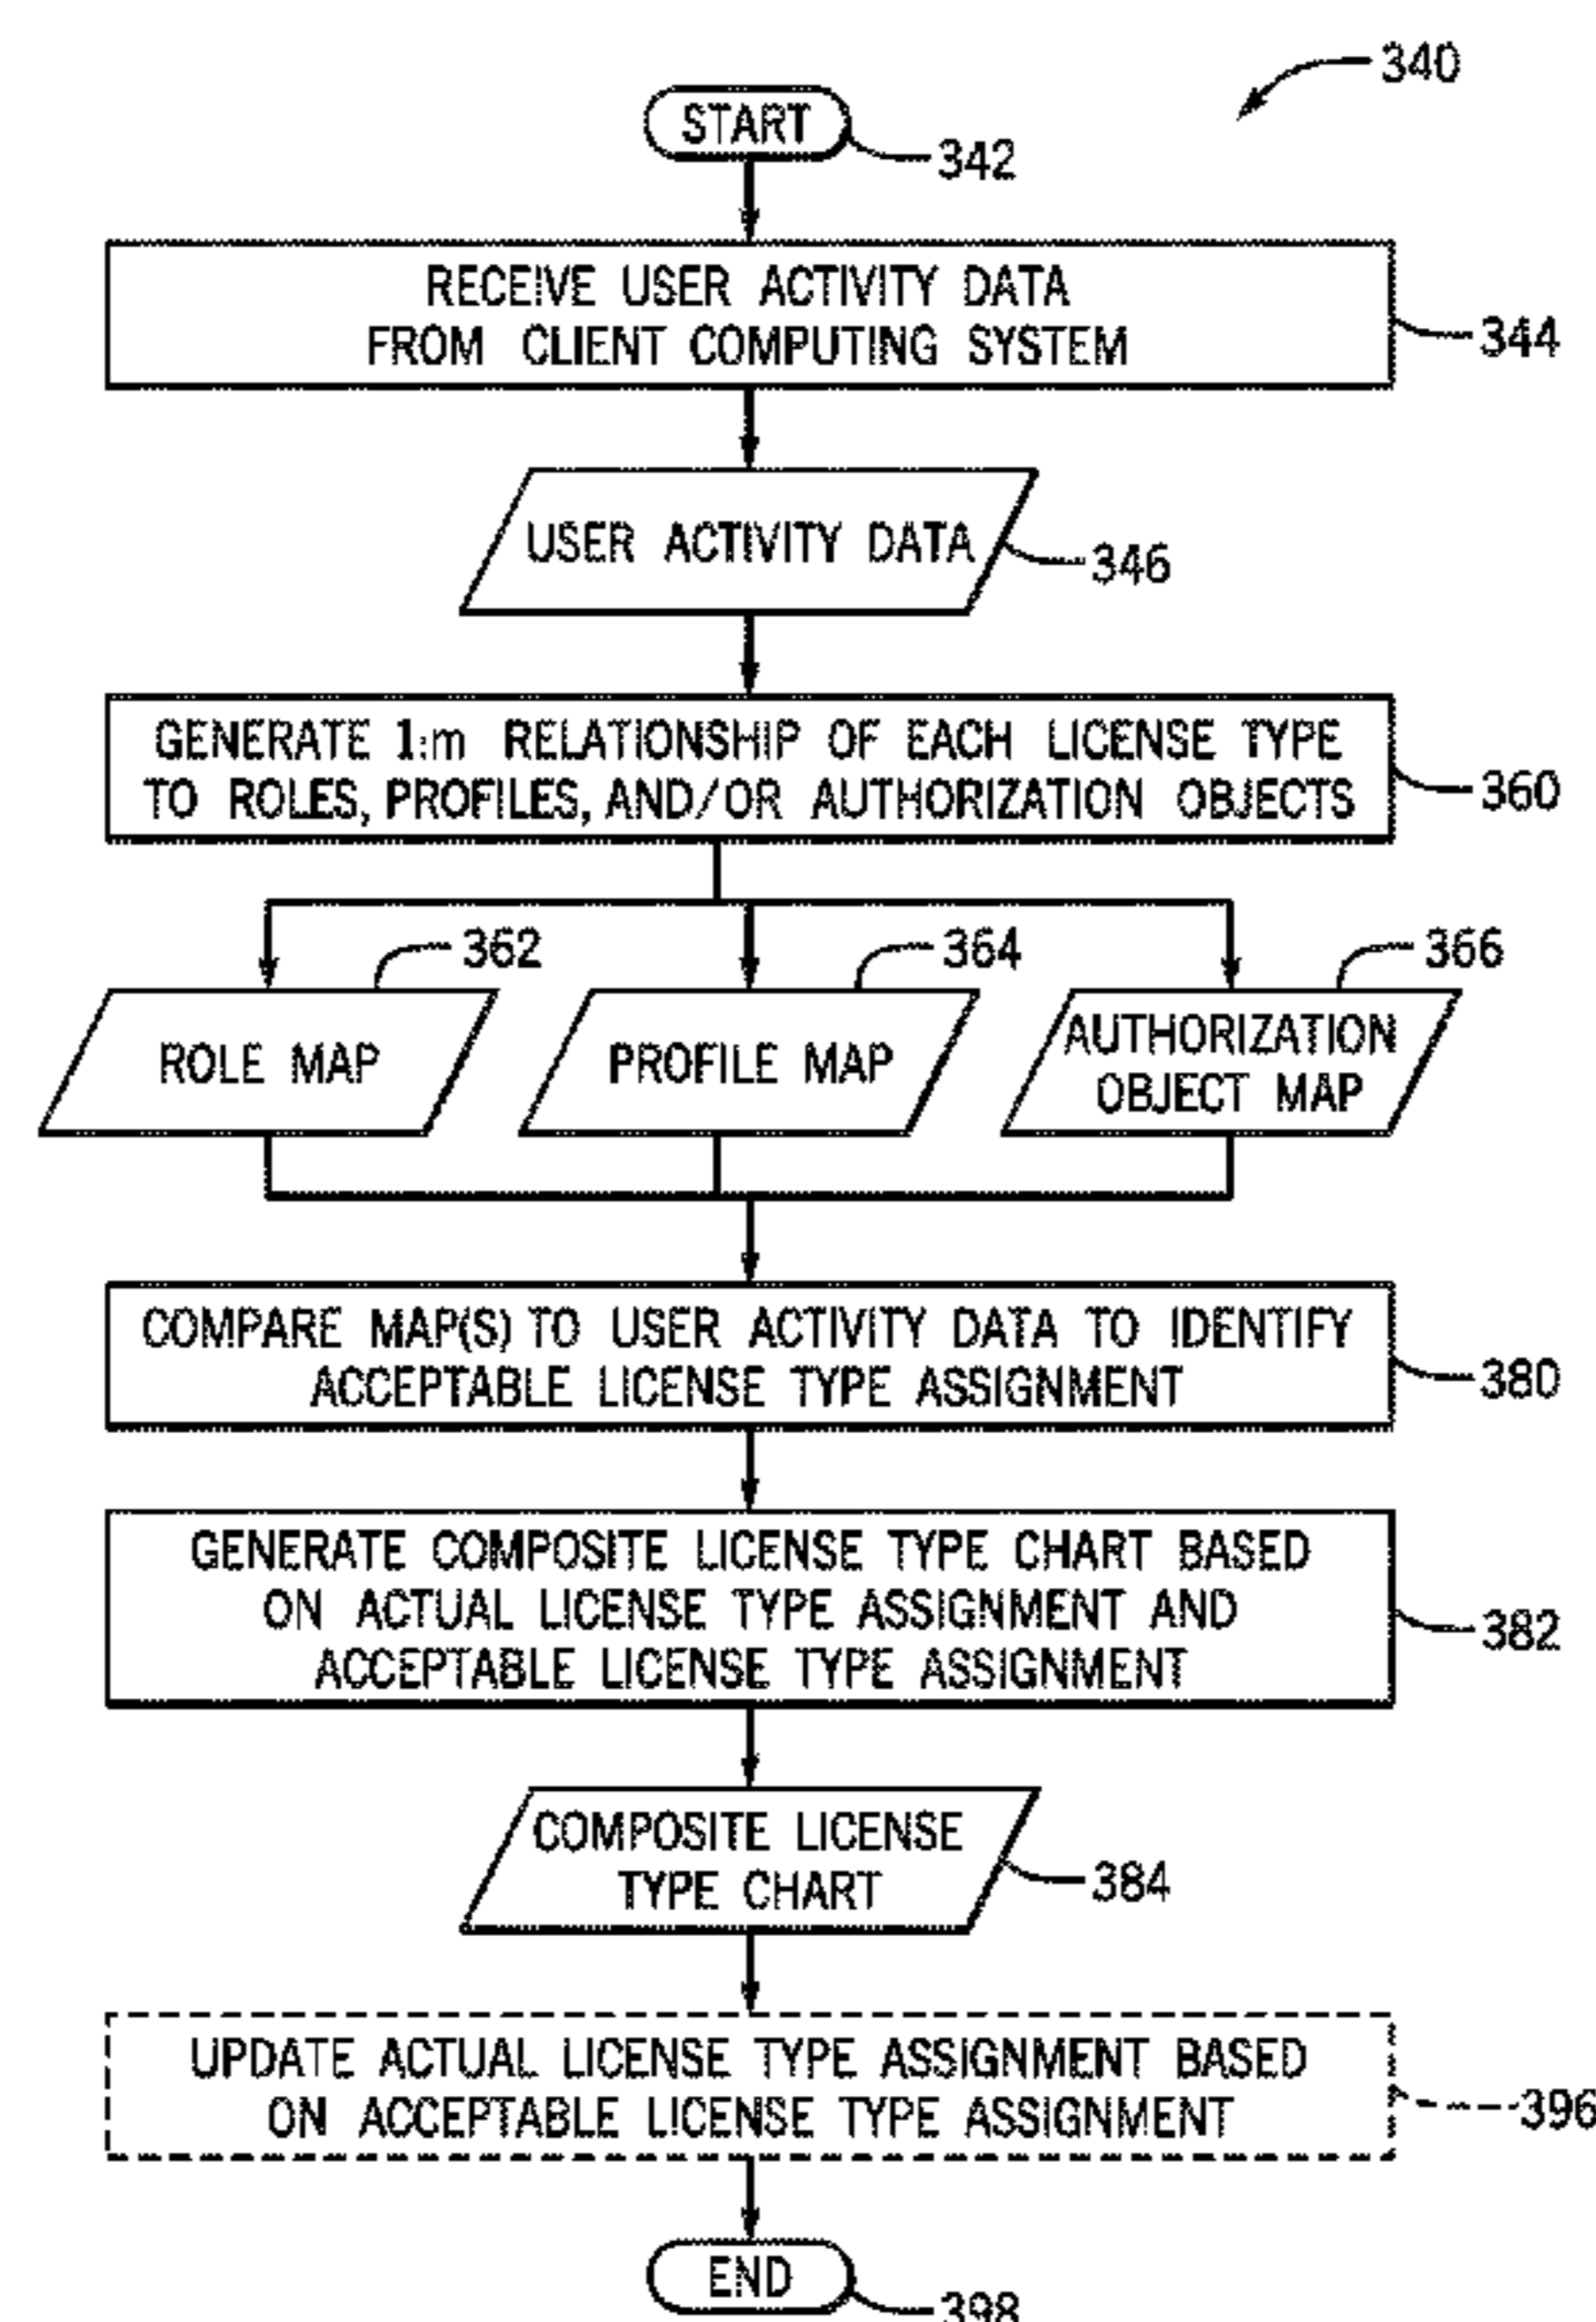 340
START
342
RECEIVE USER ACTIVITY DATA
FROM CLIENT COMPUTING SYSTEM
344
USER ACTIVITY DATA
346
GENERATE 1:m RELATIONSHIP OF EACH LICENSE TYPE
TO ROLES, PROFILES, AND/OR AUTHORIZATION OBJECTS
360
362
364
366
ROLE MAP
PROFILE MAP
AUTHORIZATION
OBJECT MAP
COMPARE MAP(S) TO USER ACTIVITY DATA TO IDENTIFY
ACCEPTABLE LICENSE TYPE ASSIGNMENT
380
GENERATE COMPOSITE LICENSE TYPE CHART BASED
ON ACTUAL LICENSE TYPE ASSIGNMENT AND
ACCEPTABLE LICENSE TYPE ASSIGNMENT
382
COMPOSITE LICENSE
TYPE CHART
384
UPDATE ACTUAL LICENSE TYPE ASSIGNMENT BASED
ON ACCEPTABLE LICENSE TYPE ASSIGNMENT
396
END
398